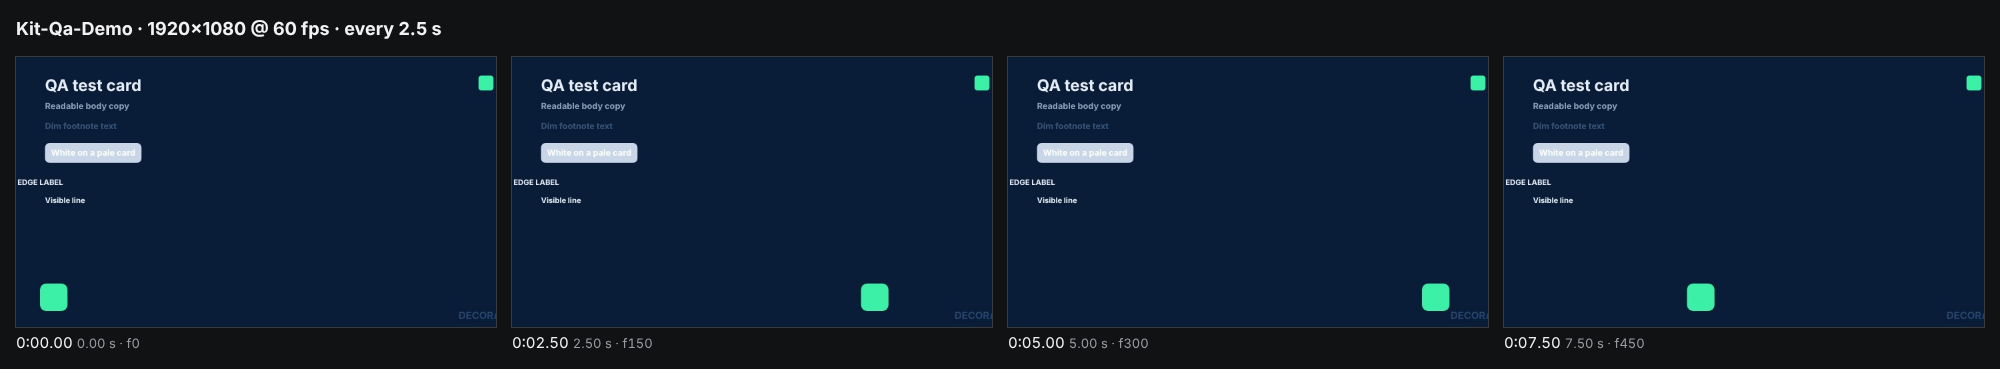 Kit-Qa-Demo · 1920×1080 @ 60 fps · every 2.5 s
QA test card
Readable body copy
Dim footnote text
White on a pale card
EDGE LABEL
Visible line
DECORA
0:00.00 0.00 s · f0
QA test card
Readable body copy
Dim footnote text
White on a pale card
EDGE LABEL
Visible line
DECORA
0:02.50 2.50 s · f150
QA test card
Readable body copy
Dim footnote text
White on a pale card
EDGE LABEL
Visible line
DECORA
0:05.00 5.00 s · f300
QA test card
Readable body copy
Dim footnote text
White on a pale card
EDGE LABEL
Visible line
DECORA
0:07.50 7.50 s · f450